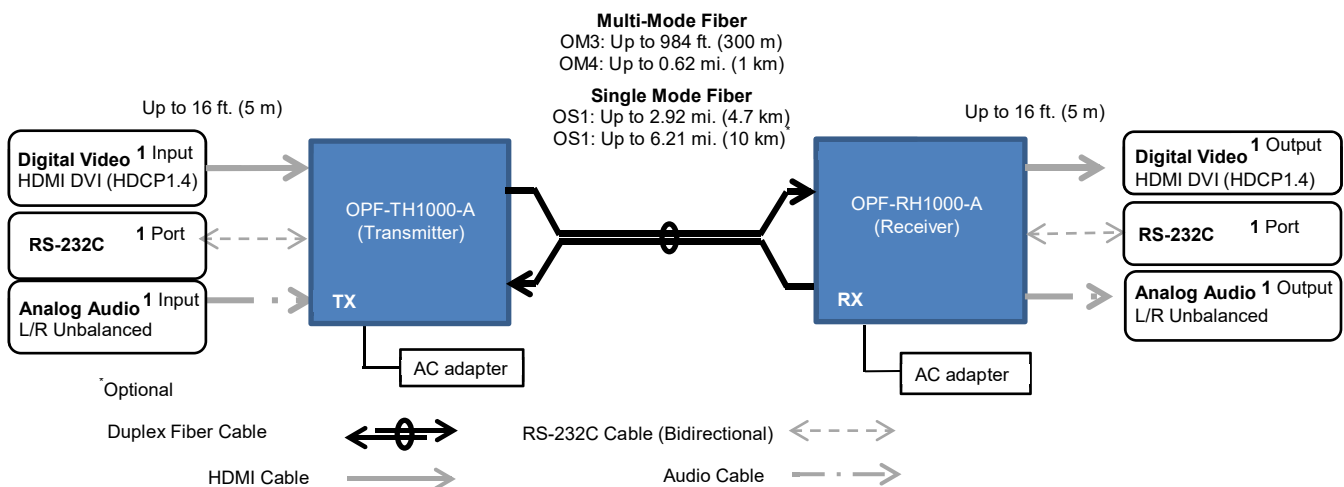 Multi-Mode Fiber
OM3: Up to 984 ft. (300 m)
OM4: Up to 0.62 mi. (1 km)
Single Mode Fiber
OS1: Up to 2.92 mi. (4.7 km)
OS1: Up to 6.21 mi. (10 km)*
Up to 16 ft. (5 m)
Up to 16 ft. (5 m)
Digital Video 1 Input
HDMI DVI (HDCP1.4)
RS-232C 1 Port
Analog Audio 1 Input
L/R Unbalanced
OPF-TH1000-A
(Transmitter)
TX
AC adapter
OPF-RH1000-A
(Receiver)
RX
AC adapter
Digital Video 1 Output
HDMI DVI (HDCP1.4)
RS-232C 1 Port
Analog Audio 1 Output
L/R Unbalanced
*Optional
Duplex Fiber Cable
RS-232C Cable (Bidirectional)
HDMI Cable
Audio Cable